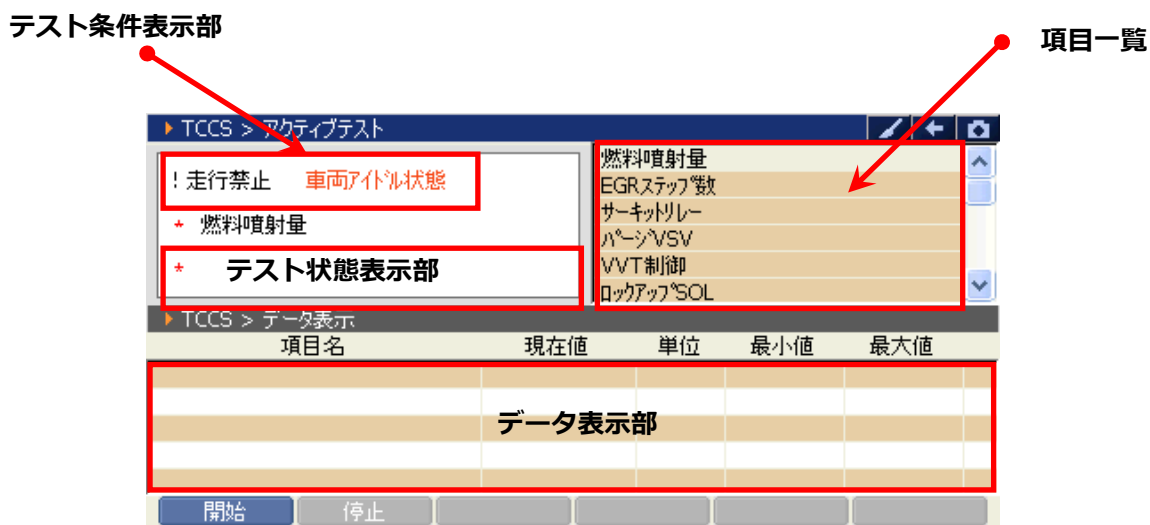 テスト条件表示部
項目一覧
TCCS > アクティブテスト
! 走行禁止 車両ｱｲﾄﾞﾙ状態
* 燃料噴射量
* テスト状態表示部
燃料噴射量
EGRｽﾃｯﾌﾟ数
ｻｰｷｯﾄﾘﾚｰ
ﾊﾟｰｼﾞVSV
VVT制御
ﾛｯｸｱｯﾌﾟSOL
TCCS > データ表示
項目名 現在値 単位 最小値 最大値
データ表示部
開始 停止